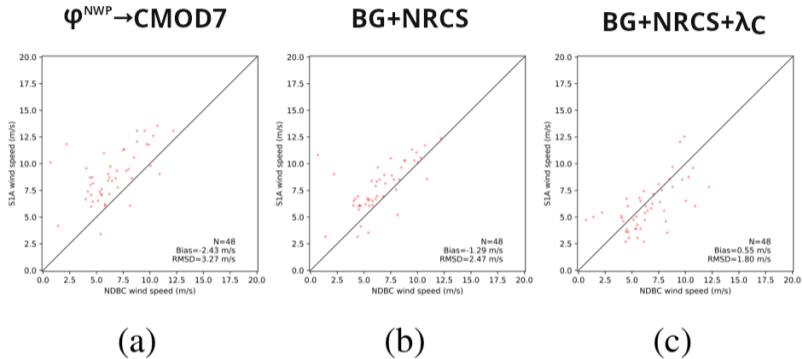 φNWP→CMOD7
BG+NRCS
BG+NRCS+λC
20.0
17.5
15.0
12.5
10.0
7.5
5.0
2.5
0.0
S1A wind speed (m/s)
N=48
Bias=-2.43 m/s
RMSD=3.27 m/s
0.0 2.5 5.0 7.5 10.0 12.5 15.0 17.5 20.0
NDBC wind speed (m/s)
20.0
17.5
15.0
12.5
10.0
7.5
5.0
2.5
0.0
S1A wind speed (m/s)
N=48
Bias=-1.29 m/s
RMSD=2.47 m/s
0.0 2.5 5.0 7.5 10.0 12.5 15.0 17.5 20.0
NDBC wind speed (m/s)
20.0
17.5
15.0
12.5
10.0
7.5
5.0
2.5
0.0
S1A wind speed (m/s)
N=48
Bias=0.55 m/s
RMSD=1.80 m/s
0.0 2.5 5.0 7.5 10.0 12.5 15.0 17.5 20.0
NDBC wind speed (m/s)
(a)
(b)
(c)